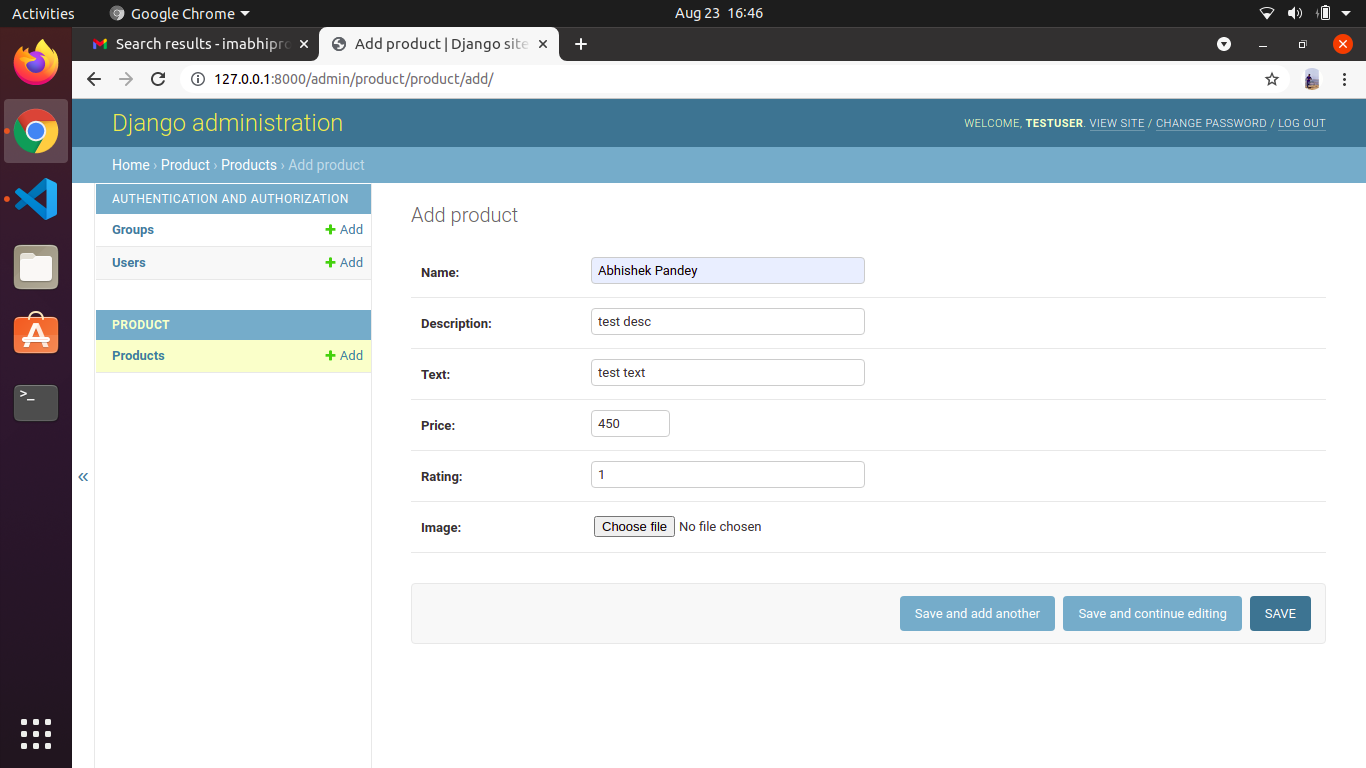 Activities Google Chrome Aug 23 16:46
Search results - imabhipro Add product | Django site
127.0.0.1:8000/admin/product/product/add/
Django administration
WELCOME, TESTUSER. VIEW SITE / CHANGE PASSWORD / LOG OUT
Home › Product › Products › Add product
AUTHENTICATION AND AUTHORIZATION
Groups + Add
Users + Add
PRODUCT
Products + Add
«
Add product
Name: Abhishek Pandey
Description: test desc
Text: test text
Price: 450
Rating: 1
Image: Choose file No file chosen
Save and add another Save and continue editing SAVE